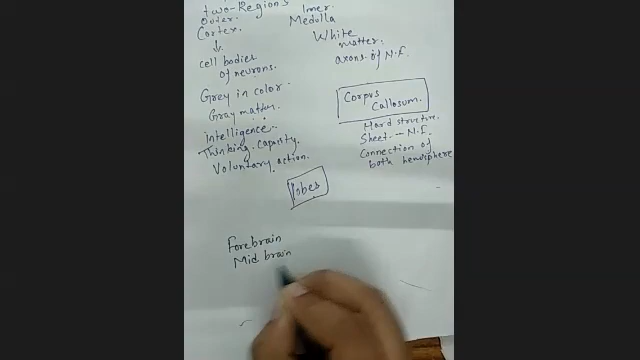 two-Regions
outer.
Cortex.
cell bodies
of neurons.
Grey in color.
Gray matter.
Intelligence.
Thinking. capacity.
Voluntary action.
Inner.
Medolla
White
matter.
axons of N.F.
Corpus
Callosum.
Hard structure.
Sheet - N.F.
Connection of
both hemisphere
lobes
Forebrain
Mid brain